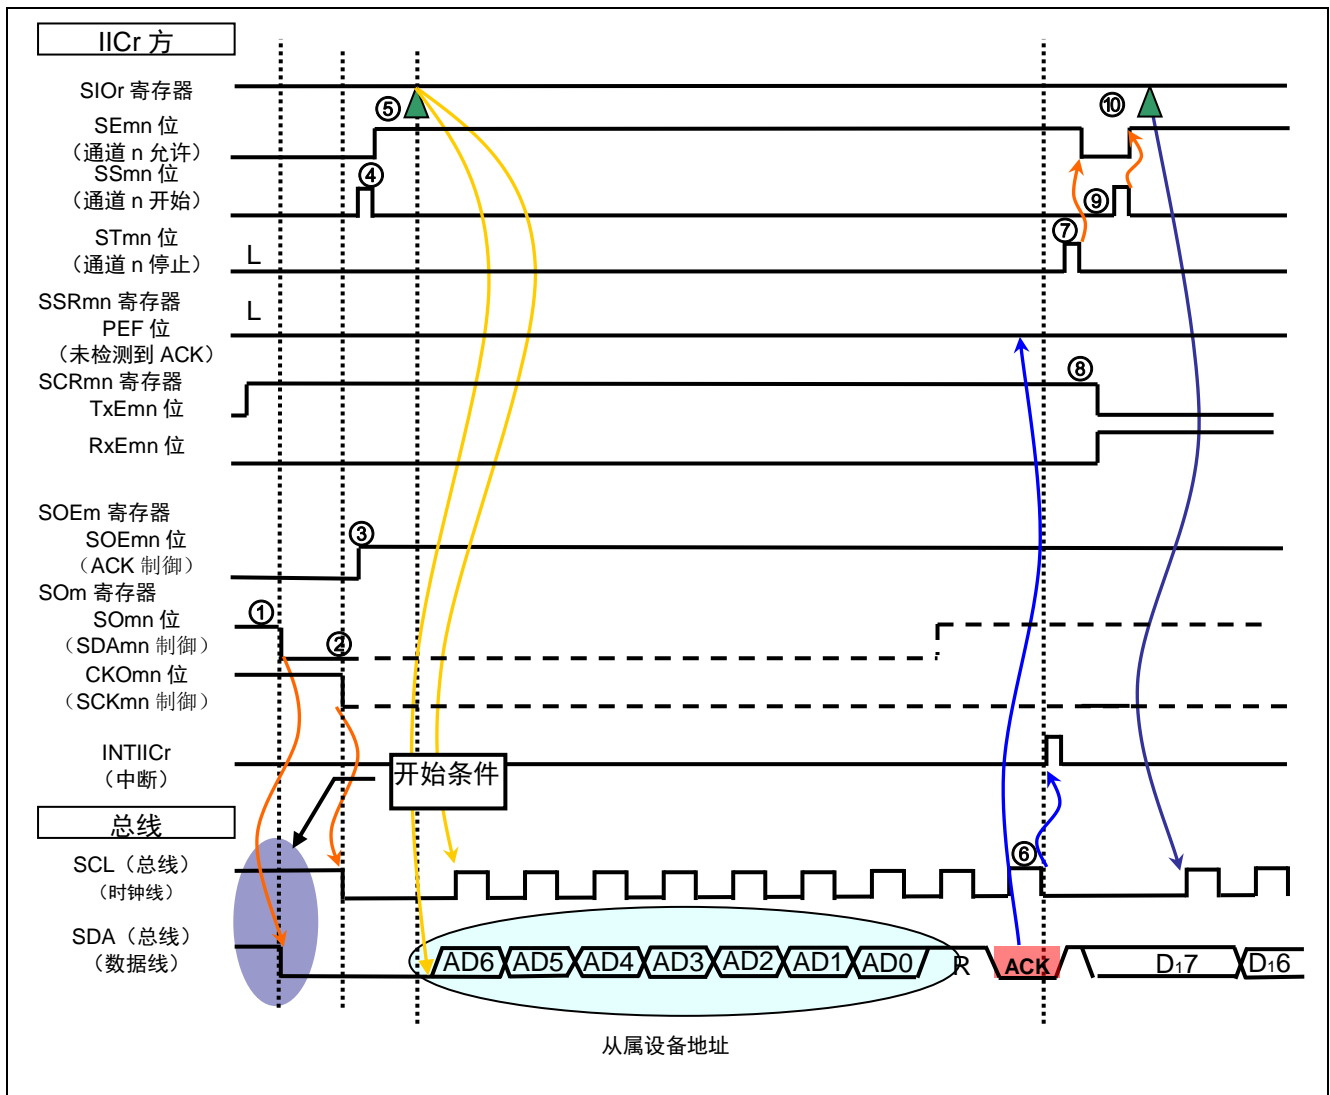 IICr 方
SIOr 寄存器
⑤
⑩
SEmn 位
（通道 n 允许）
SSmn 位
④
（通道 n 开始）
⑨
STmn 位
⑦
（通道 n 停止）
L
SSRmn 寄存器
L
PEF 位
（未检测到 ACK）
SCRmn 寄存器
⑧
TxEmn 位
RxEmn 位
SOEm 寄存器
SOEmn 位
③
（ACK 制御）
SOm 寄存器
SOmn 位
①
（SDAmn 制御）
②
CKOmn 位
（SCKmn 制御）
INTIICr
（中断）
开始条件
总线
SCL（总线）
（时钟线）
⑥
SDA（总线）
（数据线）
AD6 AD5 AD4 AD3 AD2 AD1 AD0 R ACK D₁7 D₁6
从属设备地址